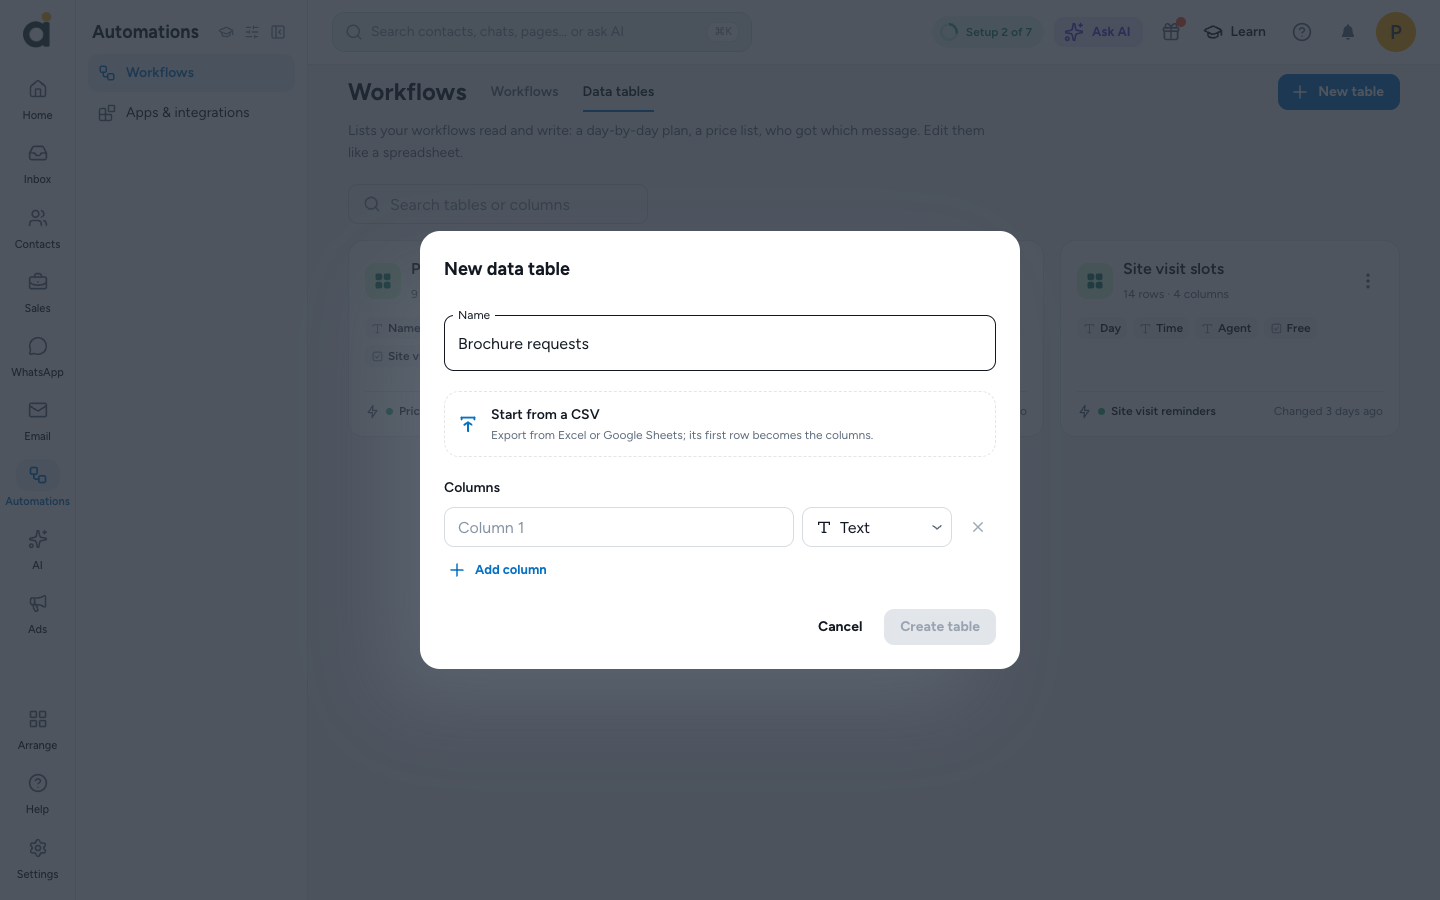 Automations
Search contacts, chats, pages... or ask AI
⌘K
Setup 2 of 7
Ask AI
Learn
P
Home
Inbox
Contacts
Sales
WhatsApp
Email
Automations
AI
Ads
Arrange
Help
Settings
Workflows
Apps & integrations
Workflows
Workflows
Data tables
New table
Lists your workflows read and write: a day-by-day plan, a price list, who got which message. Edit them
like a spreadsheet.
Search tables or columns
Name
Site visit slots
14 rows · 4 columns
Day
Time
Agent
Free
Site visit reminders
Changed 3 days ago
New data table
Name
Brochure requests
Start from a CSV
Export from Excel or Google Sheets; its first row becomes the columns.
Columns
Column 1
Text
Add column
Cancel
Create table